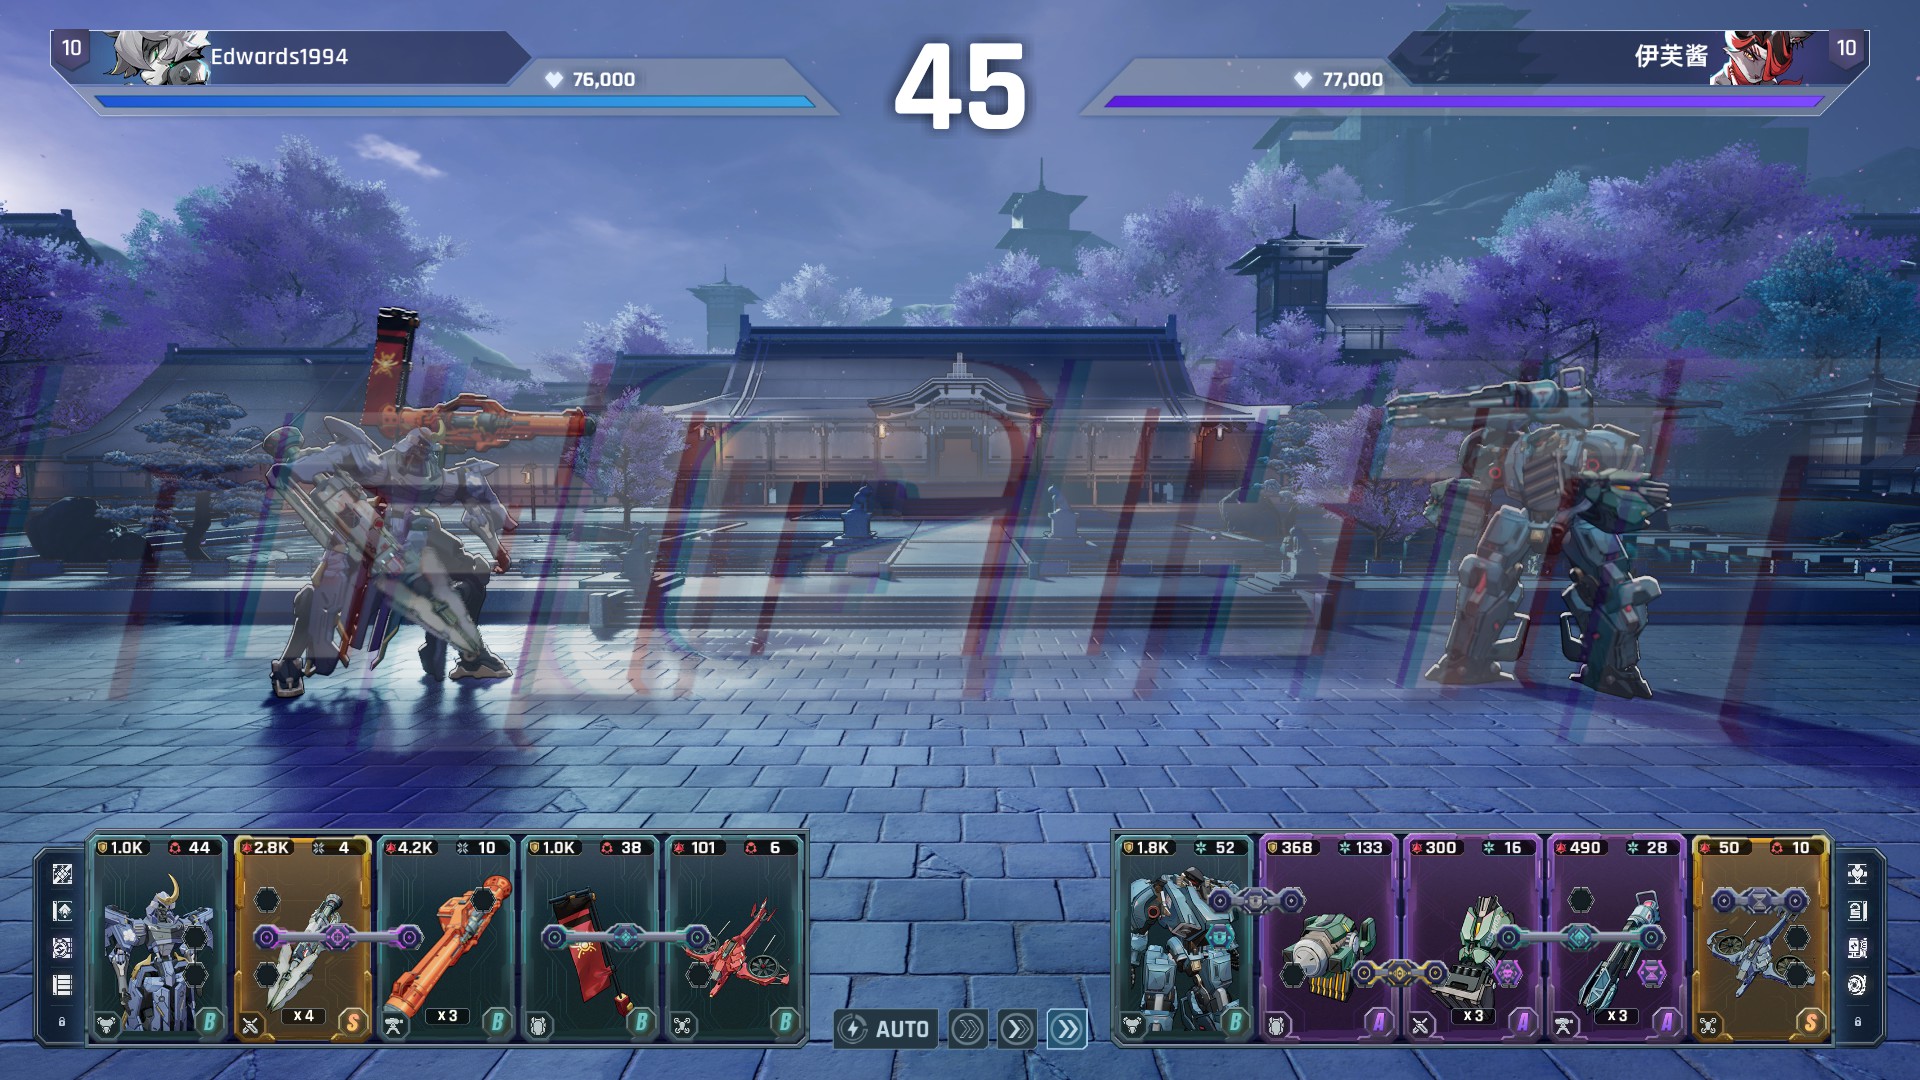 10
Edwards1994
76,000
45
77,000
伊芙酱
10
1.0K 44
2.8K 4
4.2K 10
1.0K 38
101 6
1.8K 52
368 133
300 16
490 28
50 10
B
x4 S
x3 B
B
B
AUTO
B
A
x3 A
x3 A
S